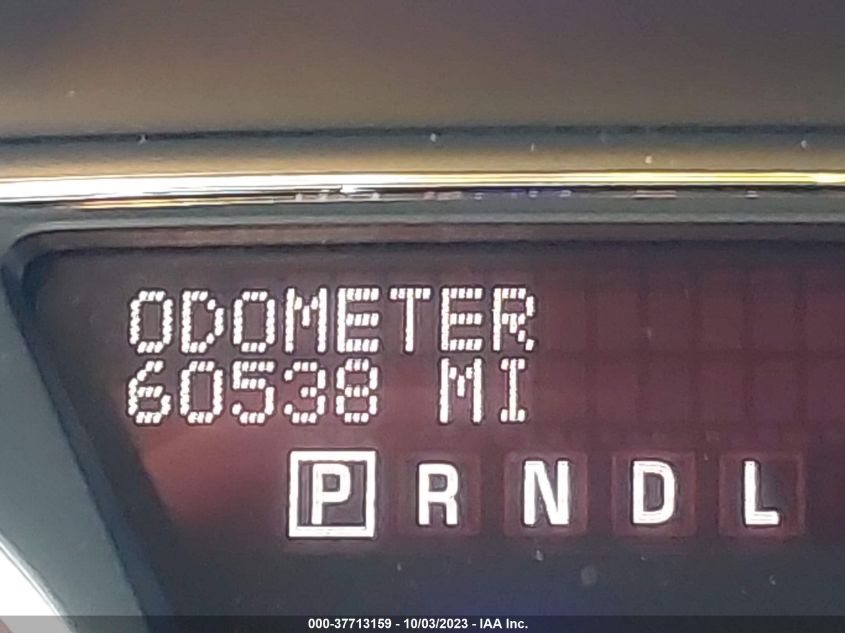 ODOMETER
60538 MI
P R N D L
000-37713159 - 10/03/2023 - IAA Inc.